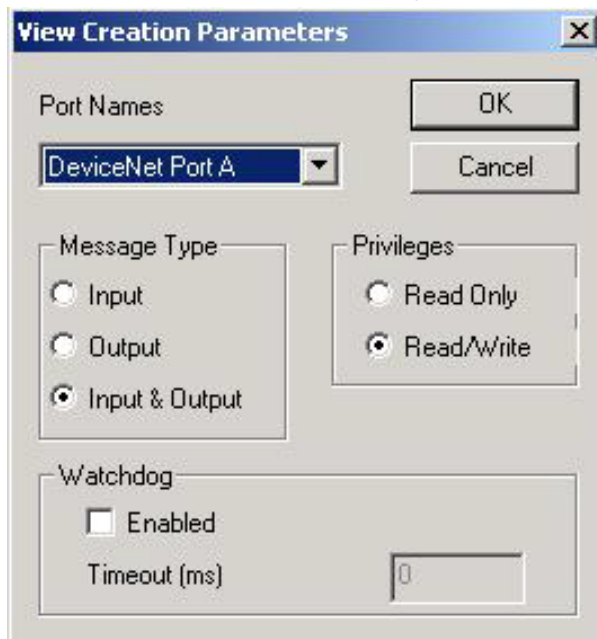 View Creation Parameters
Port Names
OK
DeviceNet Port A
Cancel
Message Type
Input
Output
Input & Output
Privileges
Read Only
Read/Write
Watchdog
Enabled
Timeout (ms)
0